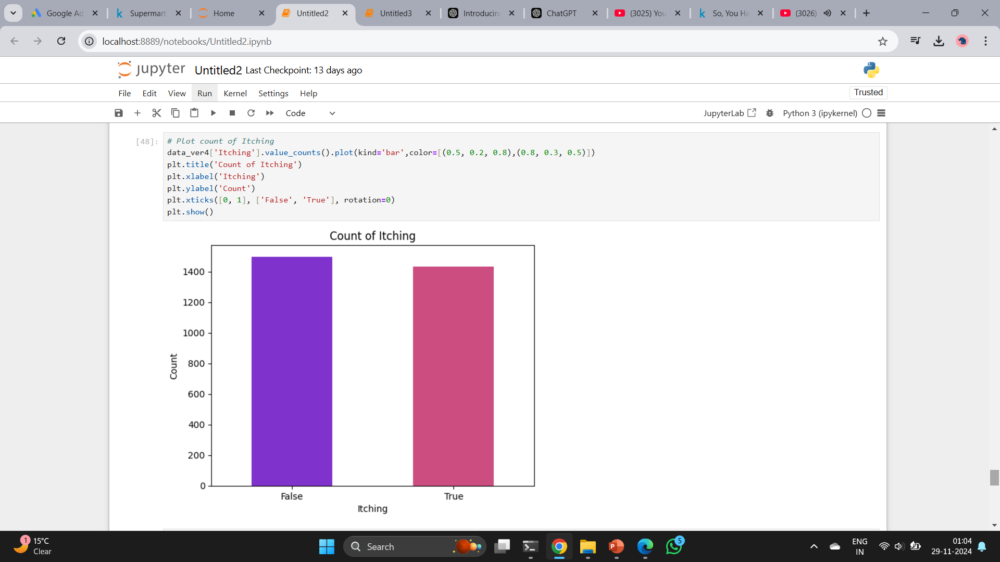 Google Ad
Supermart
Home
Untitled2
Untitled3
Introducing
ChatGPT
(3025) You
So, You Ha
(3026)
localhost:8889/notebooks/Untitled2.ipynb
jupyter Untitled2 Last Checkpoint: 13 days ago
File Edit View Run Kernel Settings Help
Trusted
Code
JupyterLab
Python 3 (ipykernel)
[48]:
# Plot count of Itching
data_ver4['Itching'].value_counts().plot(kind='bar',color=[(0.5, 0.2, 0.8),(0.8, 0.3, 0.5)])
plt.title('Count of Itching')
plt.xlabel('Itching')
plt.ylabel('Count')
plt.xticks([0, 1], ['False', 'True'], rotation=0)
plt.show()
Count of Itching
1400
1200
1000
800
600
400
200
0
Count
False True
Itching
1
15°C
Clear
Search
5
ENG
IN
01:04
29-11-2024